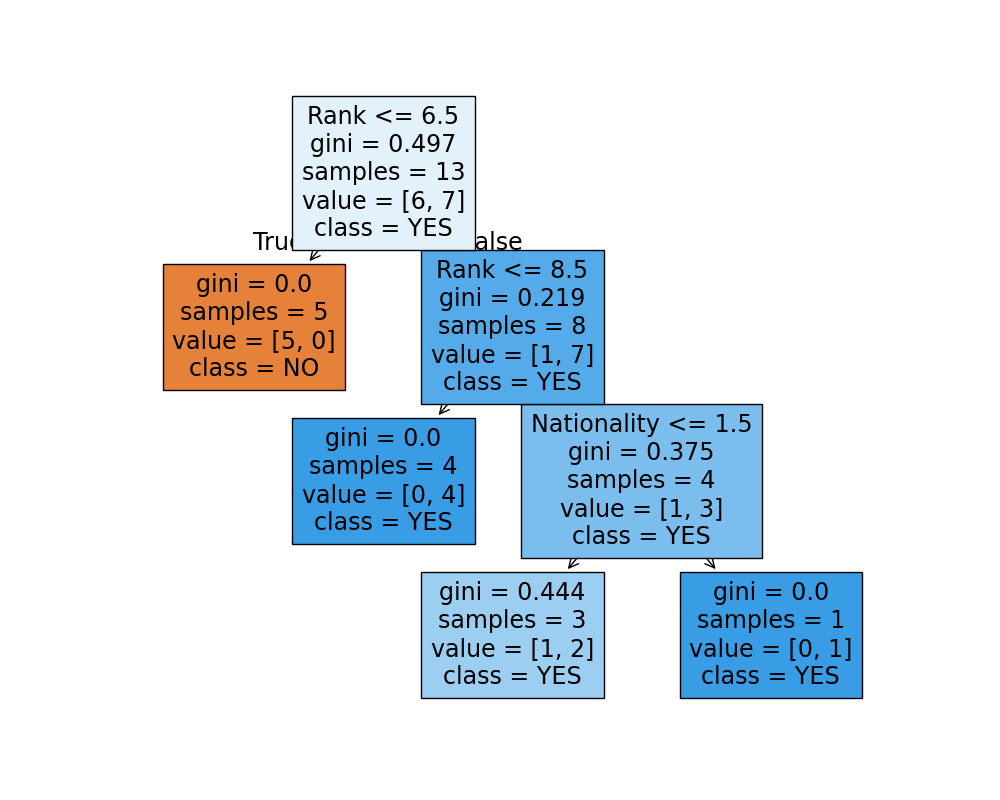 Rank <= 6.5
gini = 0.497
samples = 13
value = [6, 7]
class = YES
True
alse
gini = 0.0
samples = 5
value = [5, 0]
class = NO
Rank <= 8.5
gini = 0.219
samples = 8
value = [1, 7]
class = YES
gini = 0.0
samples = 4
value = [0, 4]
class = YES
Nationality <= 1.5
gini = 0.375
samples = 4
value = [1, 3]
class = YES
gini = 0.444
samples = 3
value = [1, 2]
class = YES
gini = 0.0
samples = 1
value = [0, 1]
class = YES